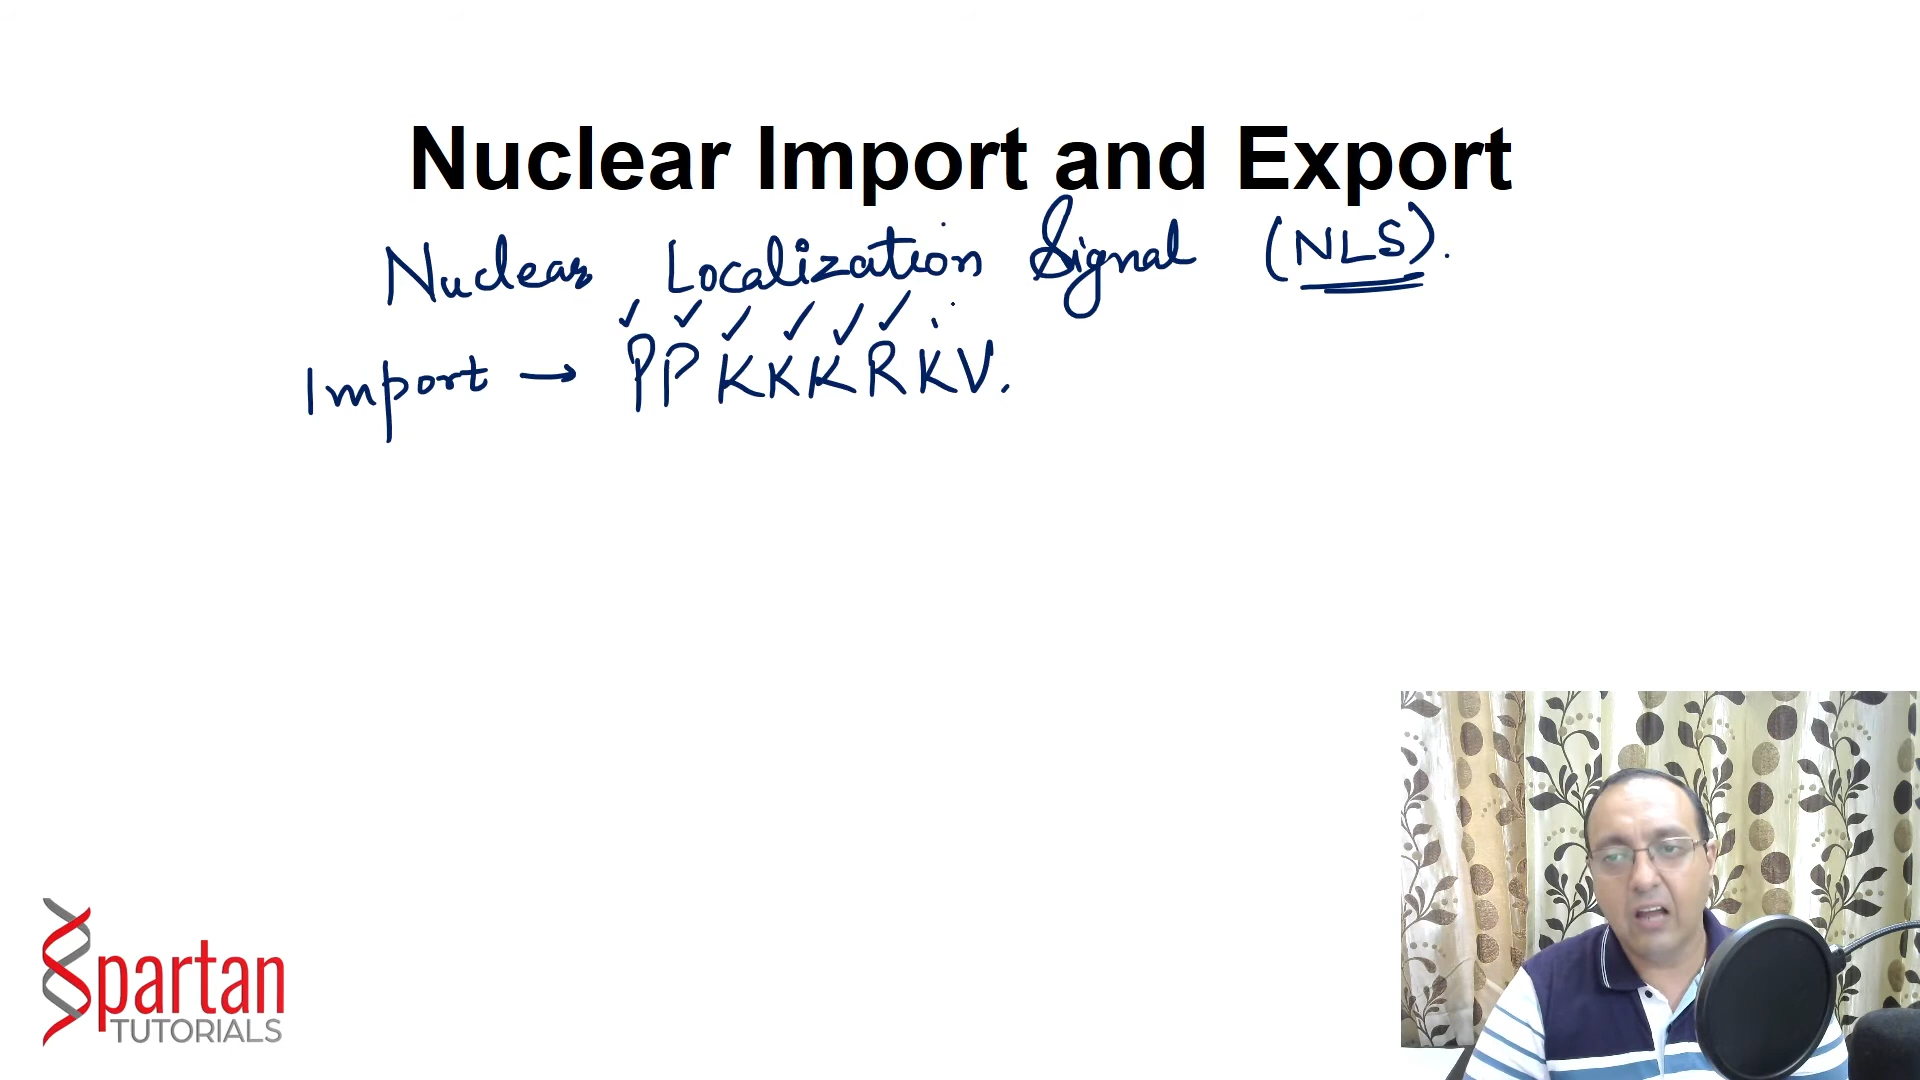 Nuclear Import and Export
Nuclear Localization Signal (NLS).
Import → PPKKKRKV.
Spartan
TUTORIALS